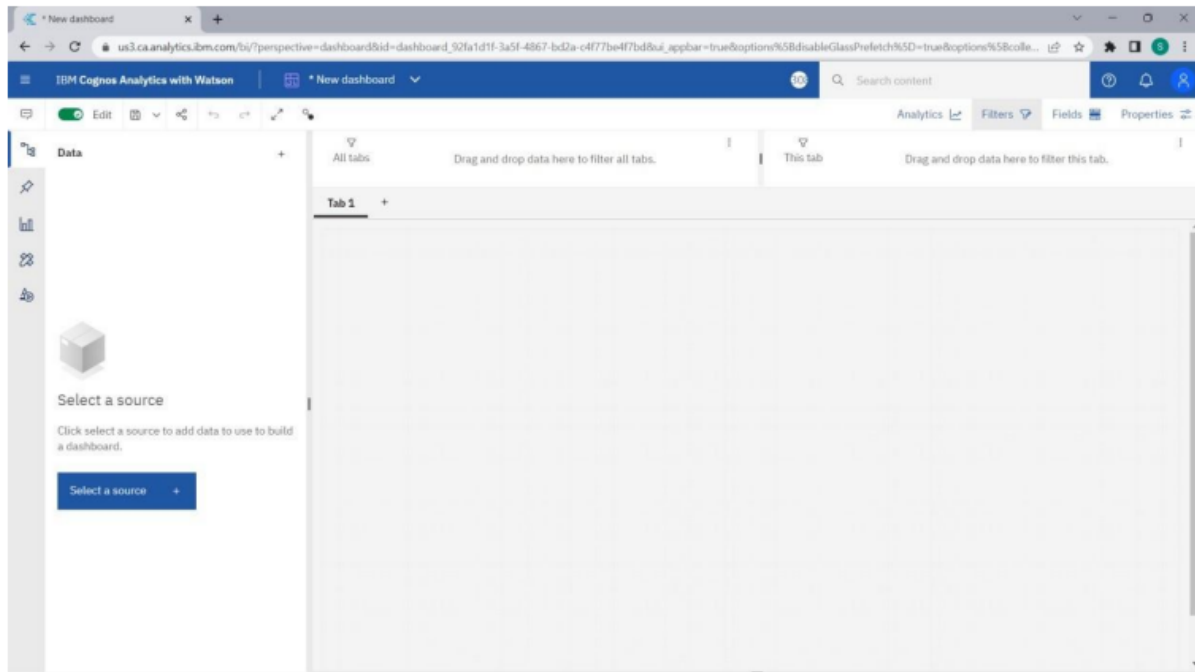 * New dashboard
us3.ca.analytics.ibm.com/bi/?perspective=dashboard&id=dashboard_92fa1d1f-3a5f-4867-bd2a-c4f77be4f7bd&ui_appbar=true&options%5BdisableGlassPrefetch%5D=true&options%5Bcolle...
S
IBM Cognos Analytics with Watson
* New dashboard
30
Search content
Edit
Analytics
Filters
Fields
Properties
Data
All tabs
Drag and drop data here to filter all tabs.
This tab
Drag and drop data here to filter this tab.
Tab 1
Select a source
Click select a source to add data to use to build
a dashboard.
Select a source